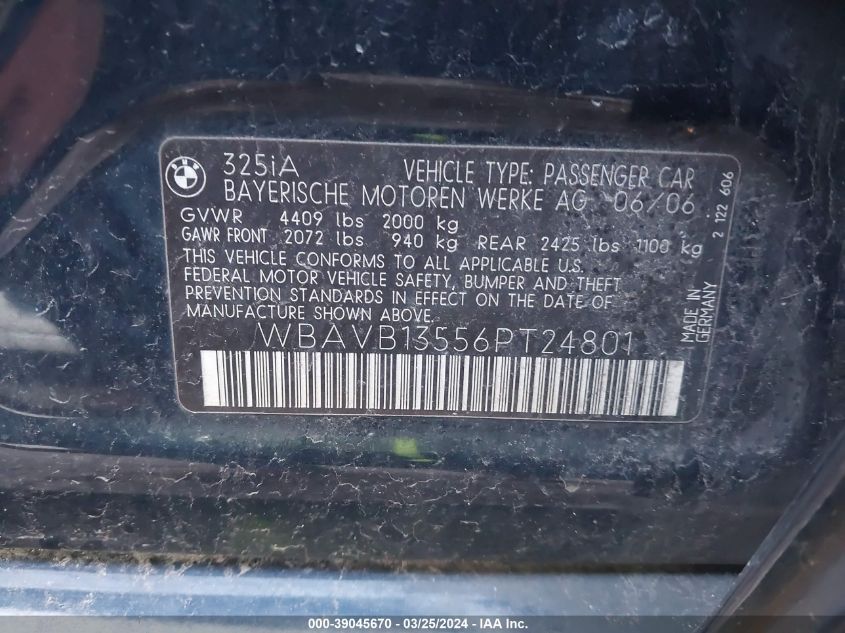 BMW
325iA VEHICLE TYPE: PASSENGER CAR
BAYERISCHE MOTOREN WERKE AG 06/06
GVWR 4409 lbs 2000 kg
GAWR FRONT 2072 lbs 940 kg REAR 2425 lbs 1100 kg
THIS VEHICLE CONFORMS TO ALL APPLICABLE U.S.
FEDERAL MOTOR VEHICLE SAFETY, BUMPER AND THEFT
PREVENTION STANDARDS IN EFFECT ON THE DATE OF
MANUFACTURE SHOWN ABOVE.
WBAVB13556PT24801
2 122 606
MADE IN
GERMANY
000-39045670 - 03/25/2024 - IAA Inc.